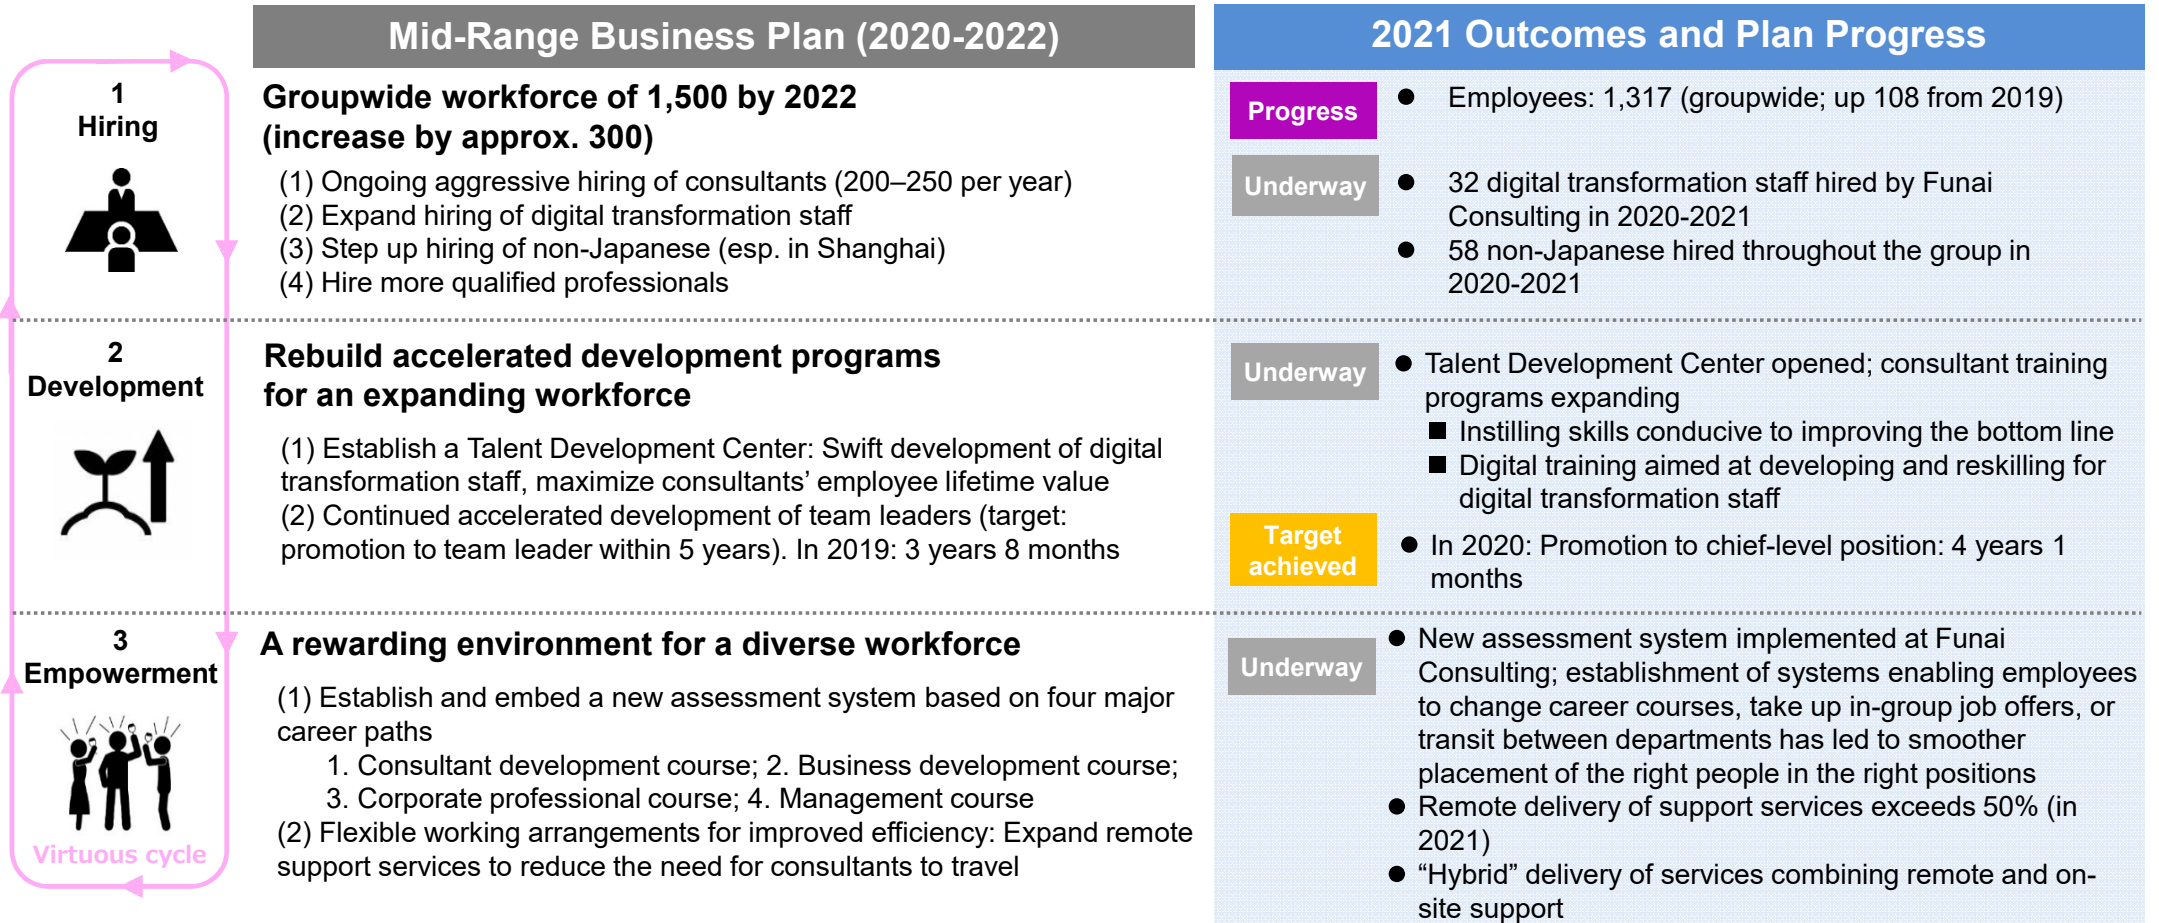 Mid-Range Business Plan (2020-2022)
2021 Outcomes and Plan Progress
1
Hiring
Groupwide workforce of 1,500 by 2022
(increase by approx. 300)
(1) Ongoing aggressive hiring of consultants (200–250 per year)
(2) Expand hiring of digital transformation staff
(3) Step up hiring of non-Japanese (esp. in Shanghai)
(4) Hire more qualified professionals
Progress
● Employees: 1,317 (groupwide; up 108 from 2019)
Underway
● 32 digital transformation staff hired by Funai
Consulting in 2020-2021
● 58 non-Japanese hired throughout the group in
2020-2021
2
Development
Rebuild accelerated development programs
for an expanding workforce
(1) Establish a Talent Development Center: Swift development of digital
transformation staff, maximize consultants’ employee lifetime value
(2) Continued accelerated development of team leaders (target:
promotion to team leader within 5 years). In 2019: 3 years 8 months
Underway
● Talent Development Center opened; consultant training
programs expanding
■ Instilling skills conducive to improving the bottom line
■ Digital training aimed at developing and reskilling for
digital transformation staff
Target
achieved
● In 2020: Promotion to chief-level position: 4 years 1
months
3
Empowerment
Virtuous cycle
A rewarding environment for a diverse workforce
(1) Establish and embed a new assessment system based on four major
career paths
1. Consultant development course; 2. Business development course;
3. Corporate professional course; 4. Management course
(2) Flexible working arrangements for improved efficiency: Expand remote
support services to reduce the need for consultants to travel
Underway
● New assessment system implemented at Funai
Consulting; establishment of systems enabling employees
to change career courses, take up in-group job offers, or
transit between departments has led to smoother
placement of the right people in the right positions
● Remote delivery of support services exceeds 50% (in
2021)
● “Hybrid” delivery of services combining remote and on-
site support